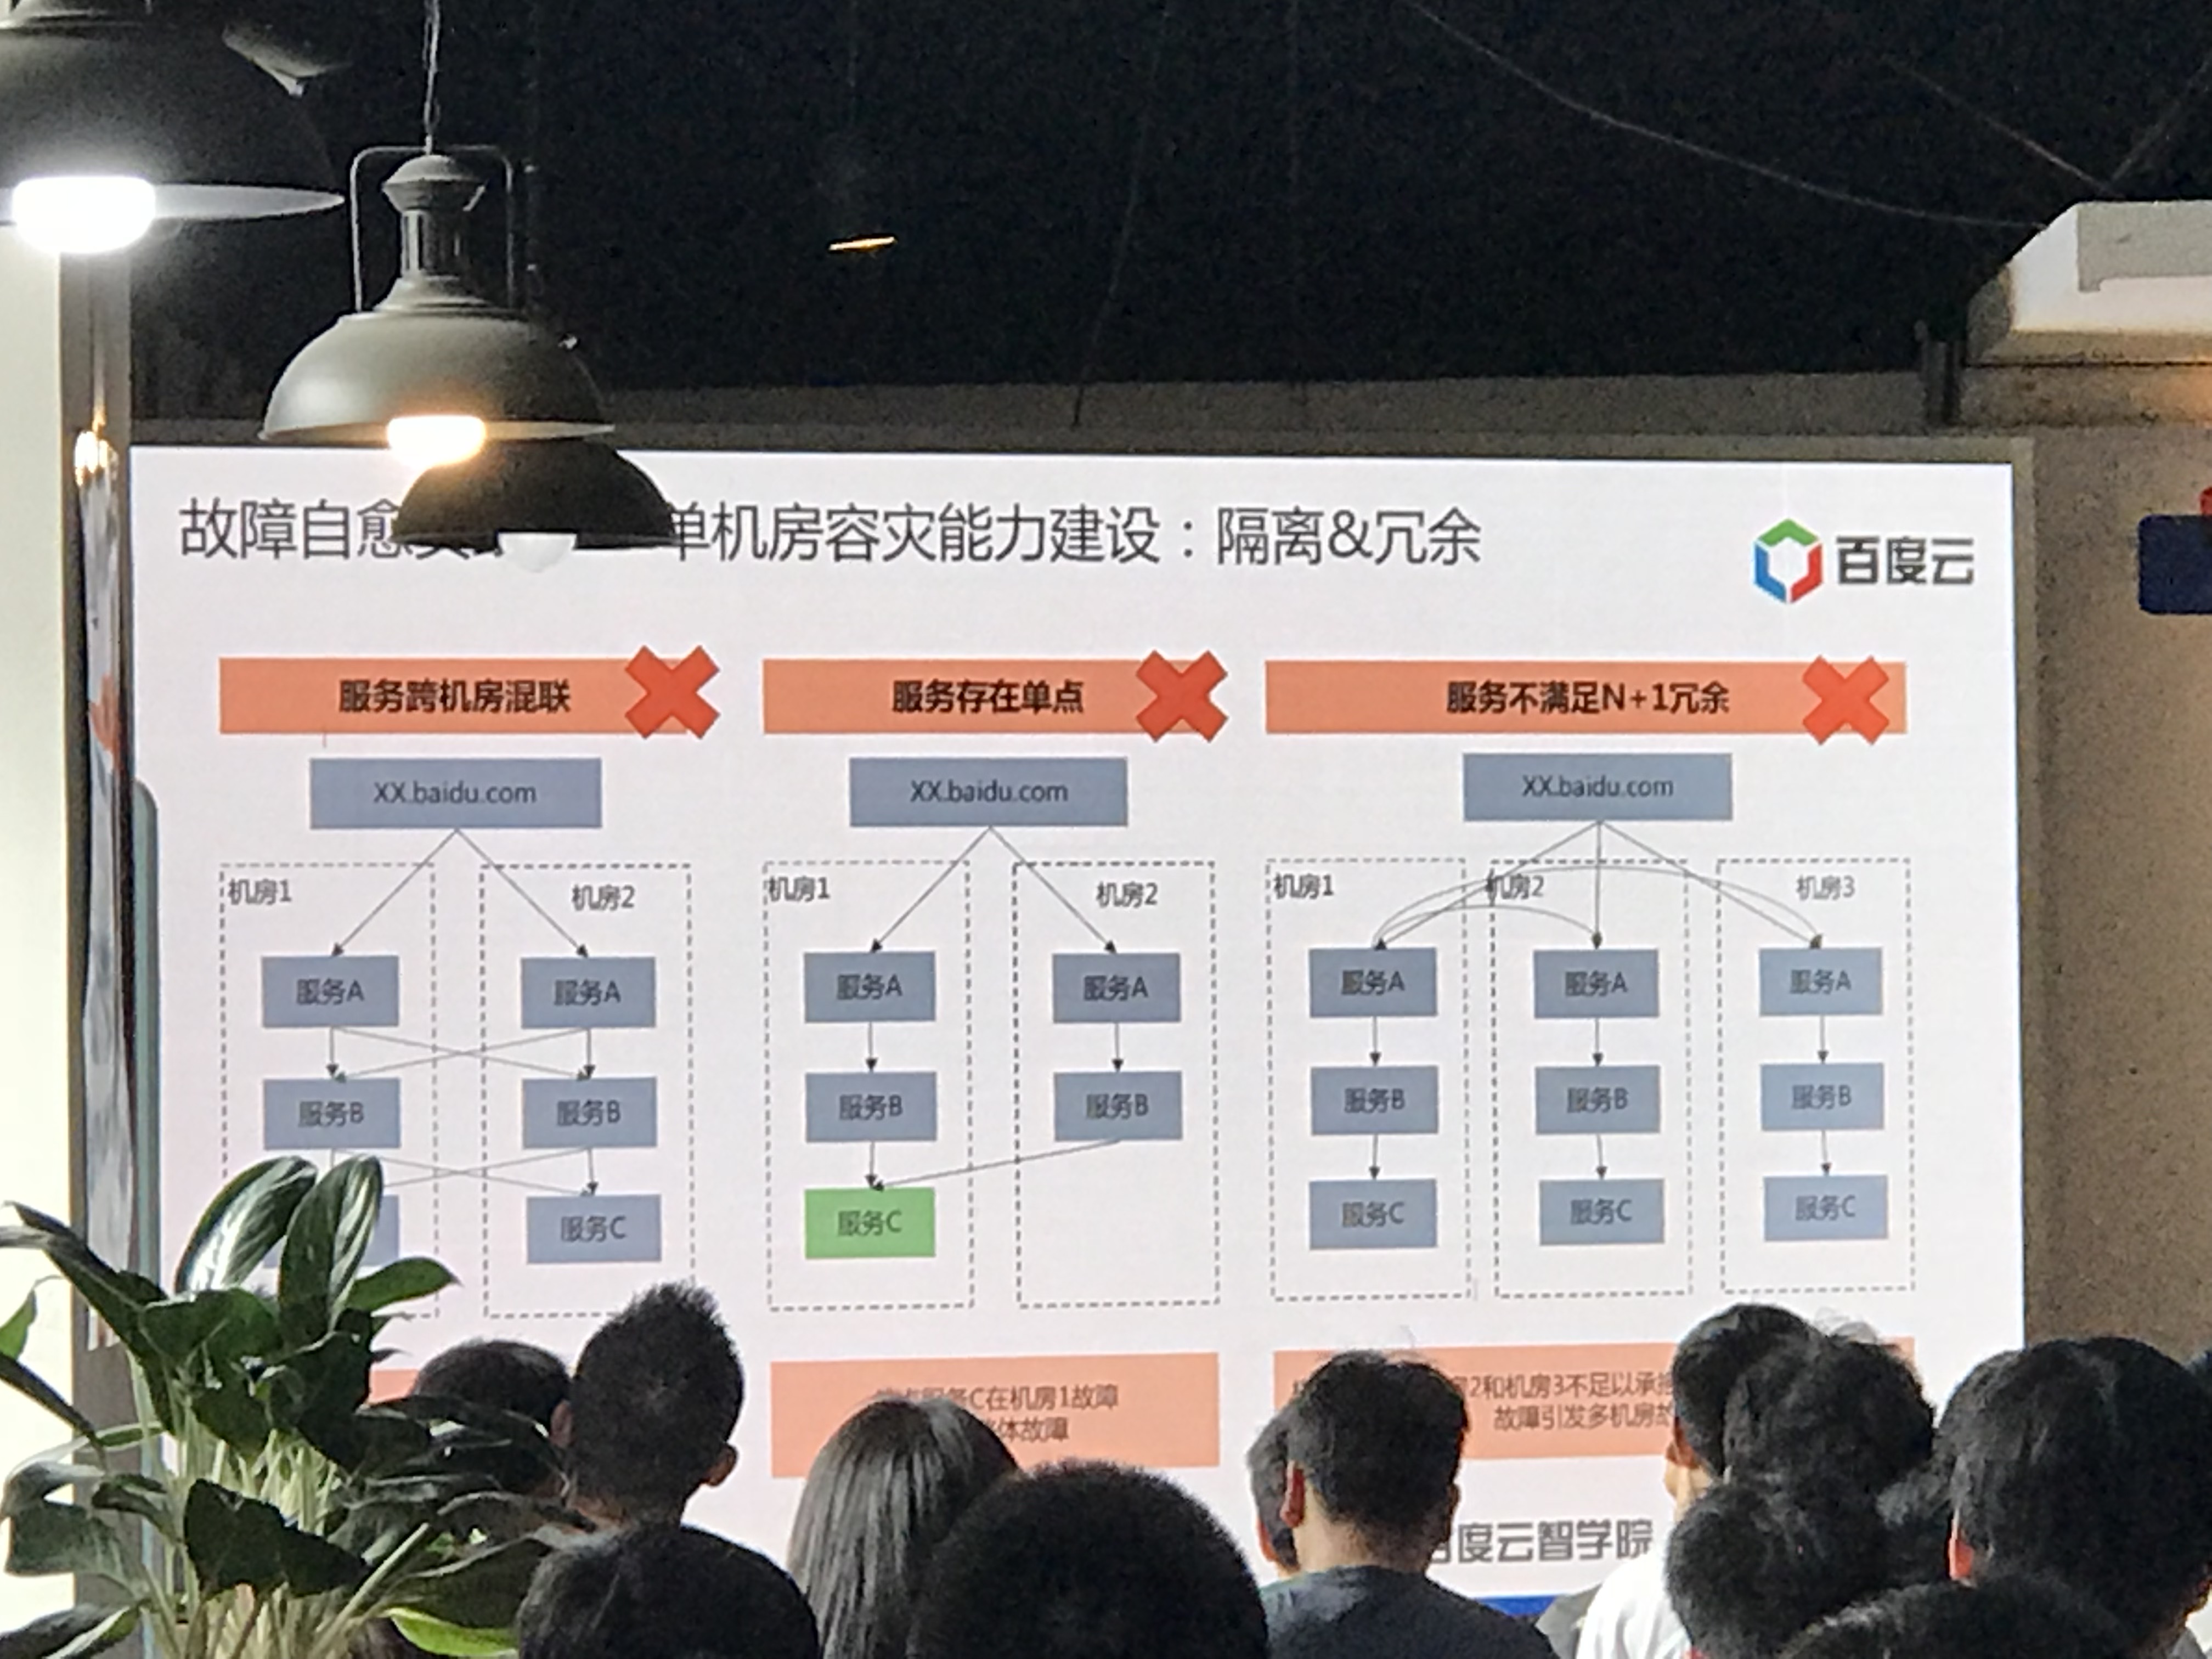 故障自愈 单机房容灾能力建设：隔离&冗余
百度云
服务跨机房混联
服务存在单点
服务不满足N+1冗余
XX.baidu.com
XX.baidu.com
XX.baidu.com
机房1
机房2
机房1
机房2
机房1
机房2
机房3
服务A
服务A
服务A
服务A
服务A
服务A
服务A
服务B
服务B
服务B
服务B
服务B
服务B
服务B
服务C
服务C
服务C
服务C
服务C
服务C在机房1故障
体故障
2和机房3不足以承
故障引发多机房
百度云智学院